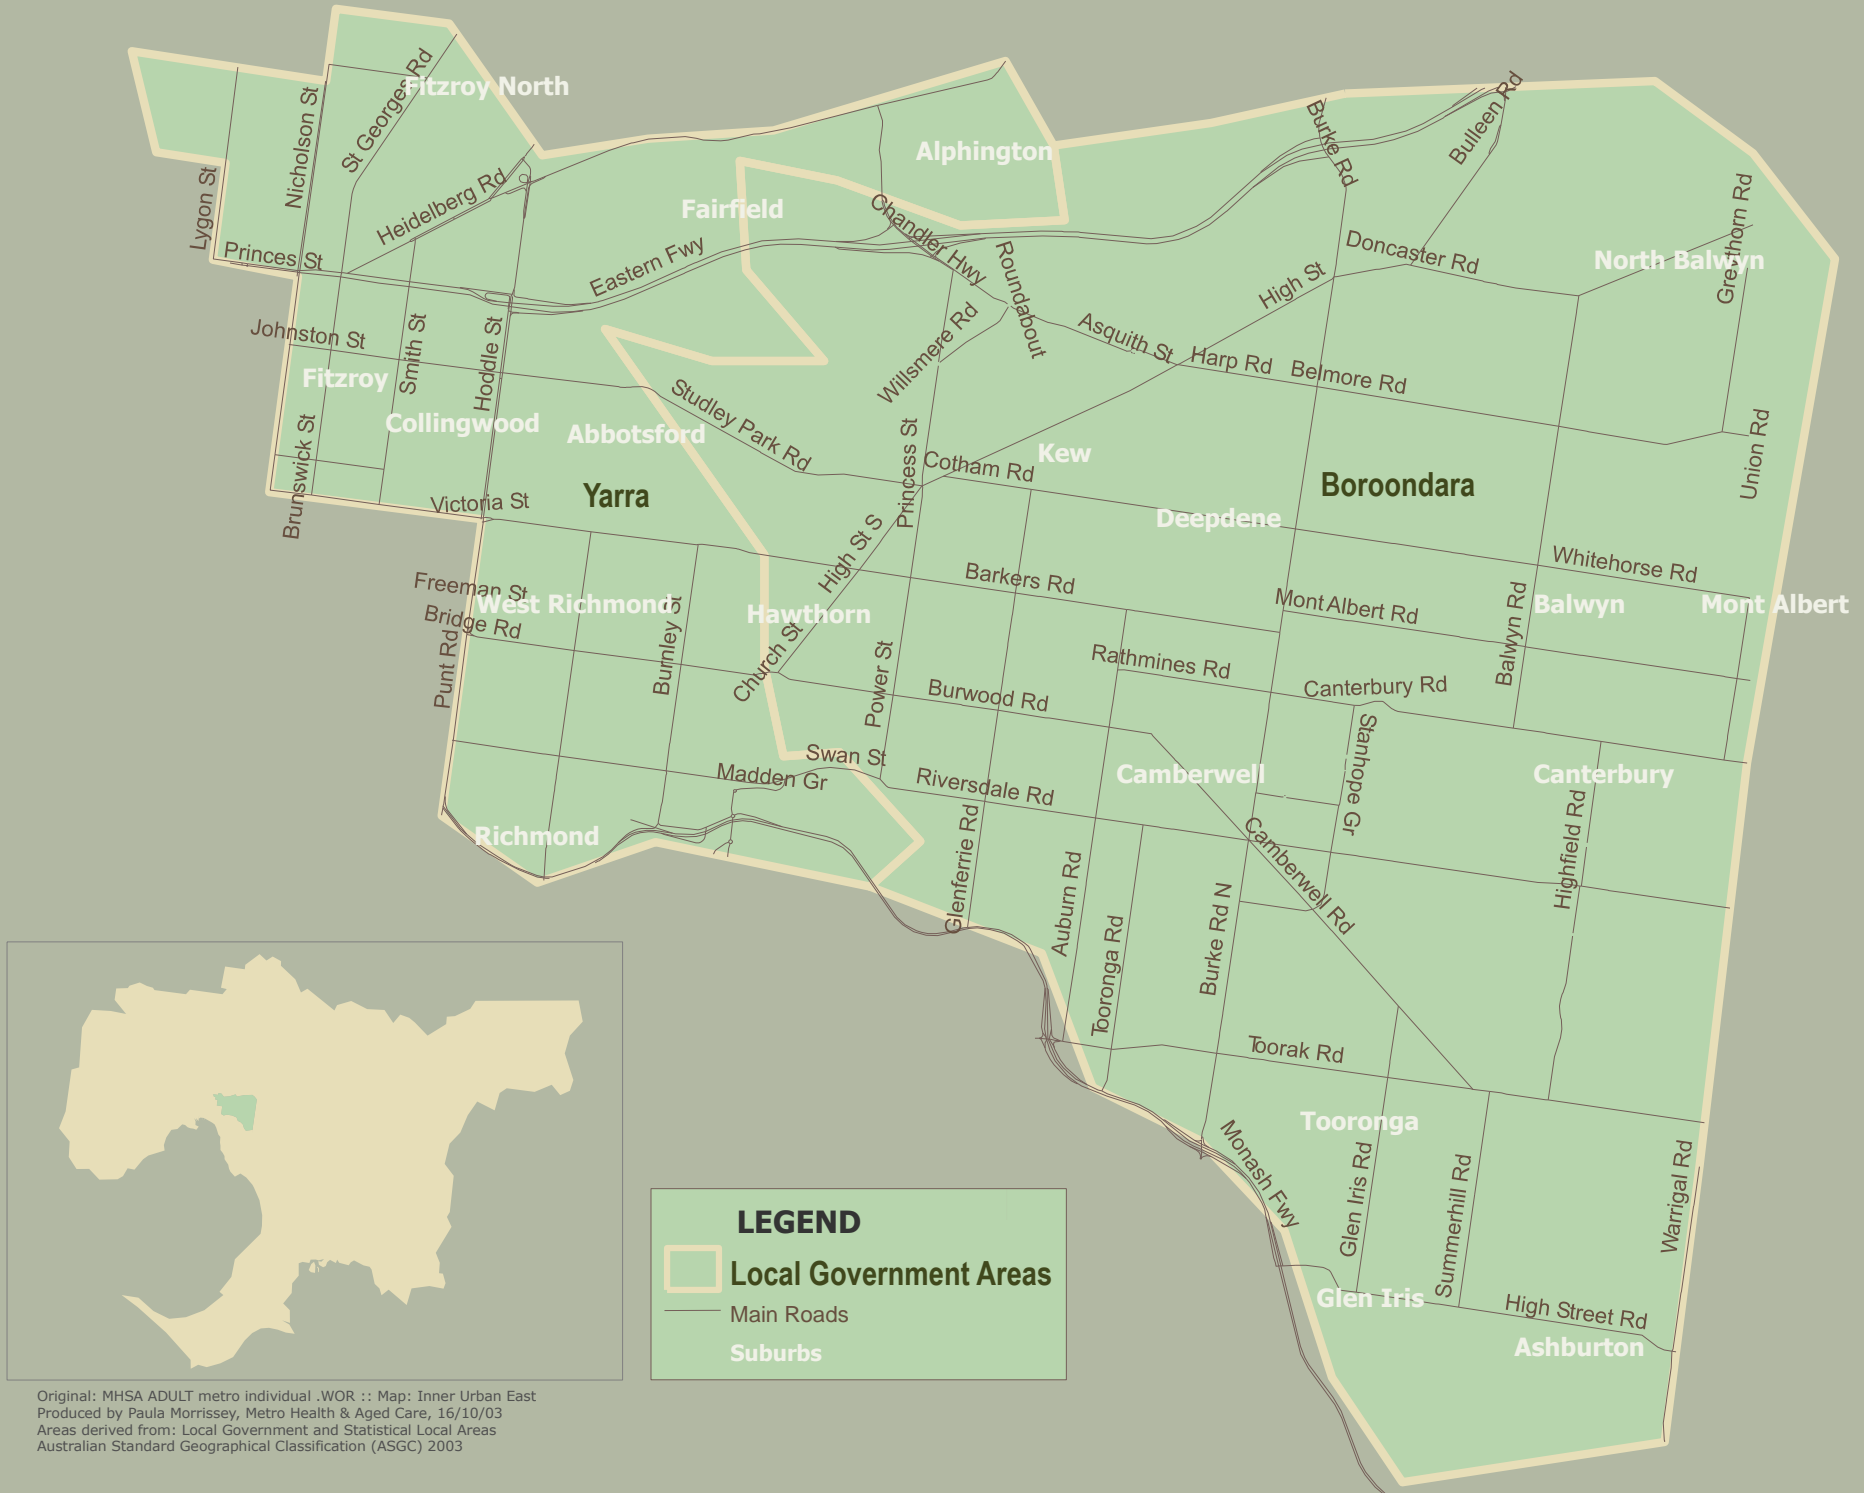 Fitzroy North
St Georges Rd
Nicholson St
Lygon St
Heidelberg Rd
Princes St
Alphington
Fairfield
Chandler Hwy
Eastern Fwy
Roundabout
Burke Rd
Bulleen Rd
Doncaster Rd
North Balwyn
Greythorn Rd
High St
Johnston St
Smith St
Hoddle St
Fitzroy
Collingwood
Abbotsford
Studley Park Rd
Willsmere Rd
Asquith St
Harp Rd
Belmore Rd
Union Rd
Brunswick St
Victoria St
Yarra
Princess St
Cotham Rd
Kew
Boroondara
Deepdene
High St S
Whitehorse Rd
Freeman St
West Richmond
Bridge Rd
Punt Rd
Burnley St
Hawthorn
Church St
Barkers Rd
Mont Albert Rd
Balwyn Rd
Balwyn
Mont Albert
Power St
Rathmines Rd
Canterbury Rd
Burwood Rd
Stanhope Gr
Swan St
Madden Gr
Riversdale Rd
Camberwell
Canterbury
Richmond
Glenferrie Rd
Camberwell Rd
Highfield Rd
Auburn Rd
Tooronga Rd
Burke Rd N
Toorak Rd
Tooronga
Monash Fwy
Glen Iris Rd
Summerhill Rd
Warrigal Rd
Glen Iris
High Street Rd
Ashburton
LEGEND
Local Government Areas
Main Roads
Suburbs
Original: MHSA ADULT metro individual .WOR :: Map: Inner Urban East
Produced by Paula Morrissey, Metro Health & Aged Care, 16/10/03
Areas derived from: Local Government and Statistical Local Areas
Australian Standard Geographical Classification (ASGC) 2003